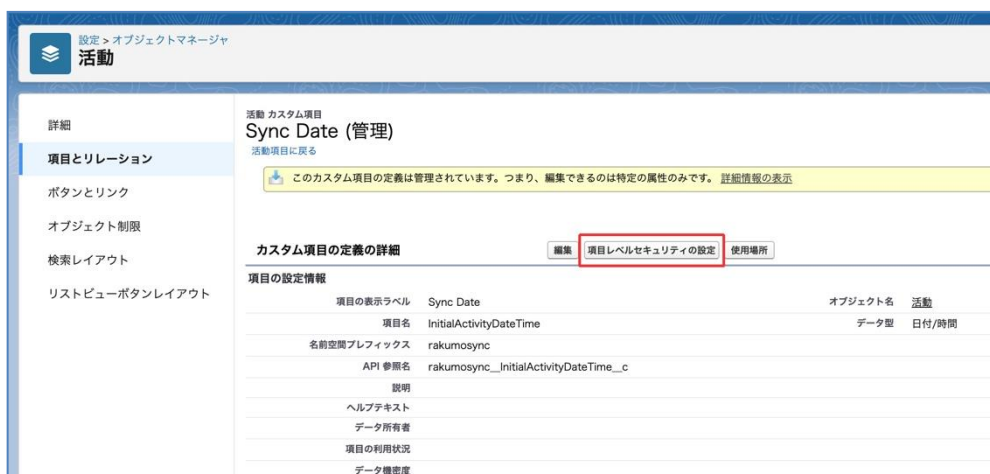 設定 > オブジェクトマネージャ
活動
詳細
項目とリレーション
ボタンとリンク
オブジェクト制限
検索レイアウト
リストビューボタンレイアウト
活動 カスタム項目
Sync Date (管理)
活動項目に戻る
このカスタム項目の定義は管理されています。つまり、編集できるのは特定の属性のみです。 詳細情報の表示
カスタム項目の定義の詳細 編集 項目レベルセキュリティの設定 使用場所
項目の設定情報
項目の表示ラベル Sync Date オブジェクト名 活動
項目名 InitialActivityDateTime データ型 日付/時間
名前空間プレフィックス rakumosync
API 参照名 rakumosync__InitialActivityDateTime__c
説明
ヘルプテキスト
データ所有者
項目の利用状況
データ機密度